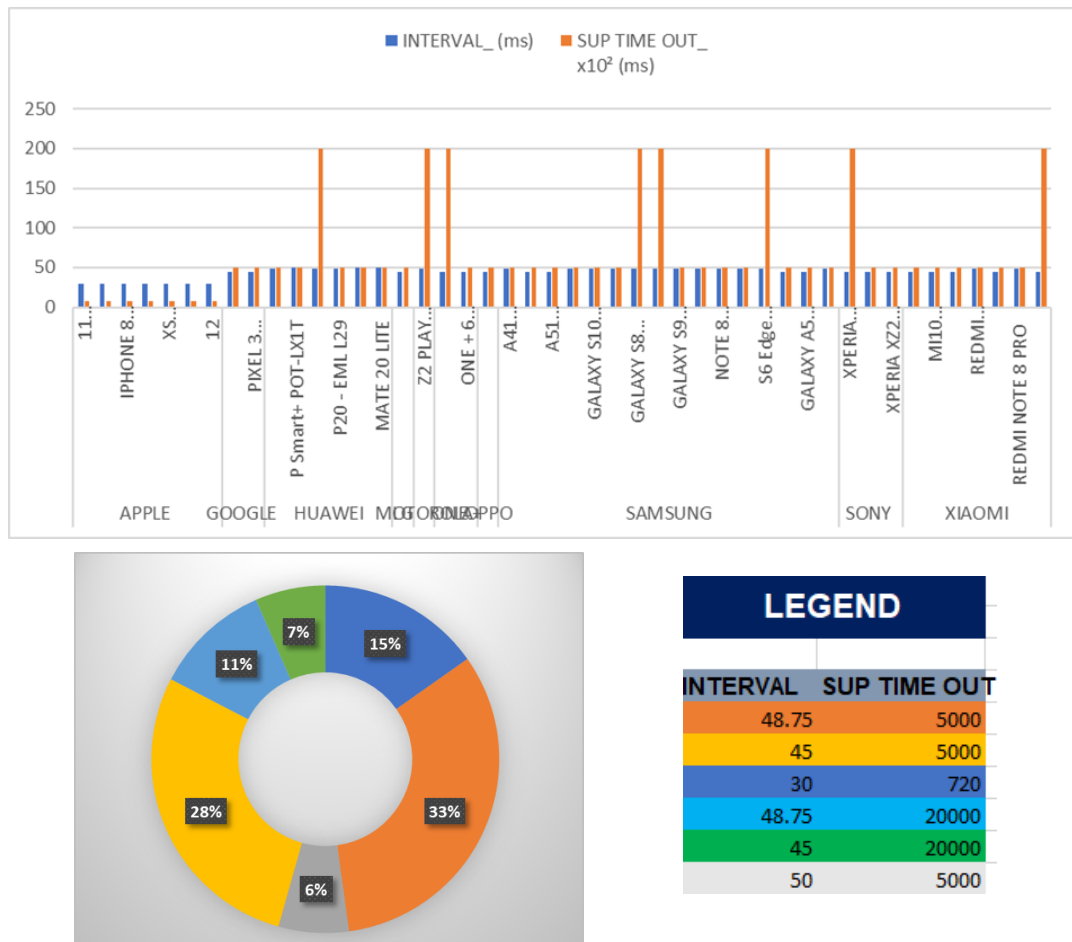 INTERVAL_ (ms)
SUP TIME OUT_
x10² (ms)
250
200
150
100
50
0
11...
IPHONE 8...
XS...
12
PIXEL 3...
P Smart+ POT-LX1T
P20 - EML L29
MATE 20 LITE
Z2 PLAY...
ONE + 6...
A41...
A51...
GALAXY S10...
GALAXY S8...
GALAXY S9...
NOTE 8...
S6 Edge...
GALAXY A5...
XPERIA...
XPERIA XZ2...
MI10...
REDMI...
REDMI NOTE 8 PRO
APPLE
GOOGLE
HUAWEI
SAMSUNG
SONY
XIAOMI
7%
15%
11%
28%
33%
6%
LEGEND
INTERVAL SUP TIME OUT
48.75 5000
45 5000
30 720
48.75 20000
45 20000
50 5000